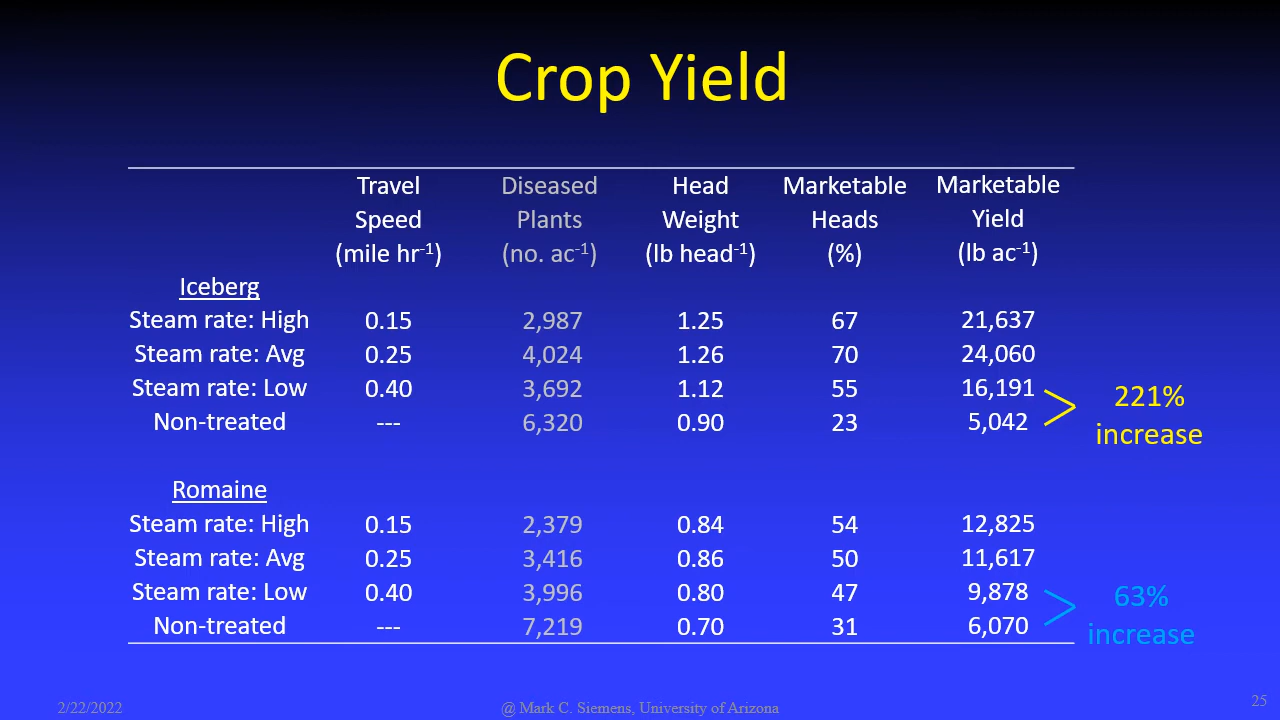 Crop Yield
Travel Speed (mile hr-1) Diseased Plants (no. ac-1) Head Weight (lb head-1) Marketable Heads (%) Marketable Yield (lb ac-1)
Iceberg
Steam rate: High 0.15 2,987 1.25 67 21,637
Steam rate: Avg 0.25 4,024 1.26 70 24,060
Steam rate: Low 0.40 3,692 1.12 55 16,191
Non-treated --- 6,320 0.90 23 5,042
221%
increase
Romaine
Steam rate: High 0.15 2,379 0.84 54 12,825
Steam rate: Avg 0.25 3,416 0.86 50 11,617
Steam rate: Low 0.40 3,996 0.80 47 9,878
Non-treated --- 7,219 0.70 31 6,070
63%
increase
2/22/2022 @ Mark C. Siemens, University of Arizona 25